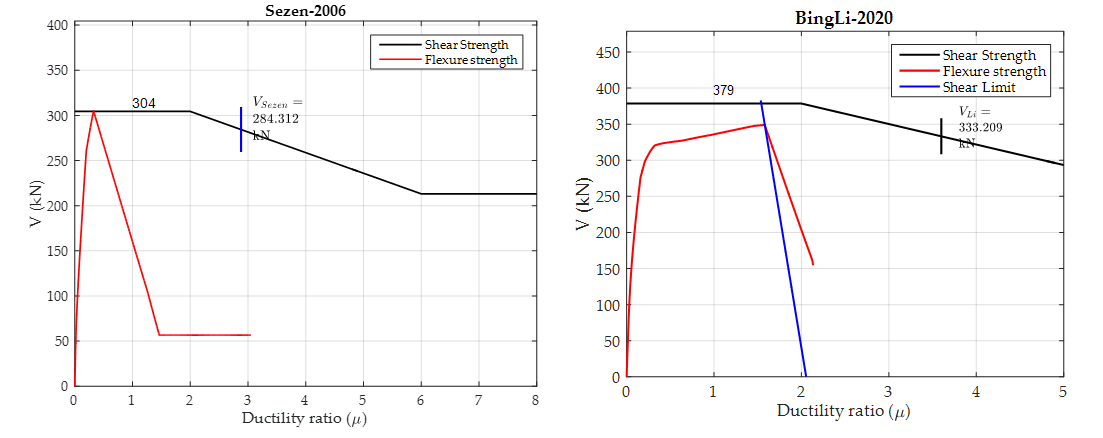 Sezen-2006
400
350
300
250
200
150
100
50
0
V (kN)
304
V_Sezen =
284.312
kN
Shear Strength
Flexure strength
0 1 2 3 4 5 6 7 8
Ductility ratio (μ)
BingLi-2020
450
400
350
300
250
200
150
100
50
0
V (kN)
379
Shear Strength
Flexure strength
Shear Limit
V_Li =
333.209
kN
0 1 2 3 4 5
Ductility ratio (μ)